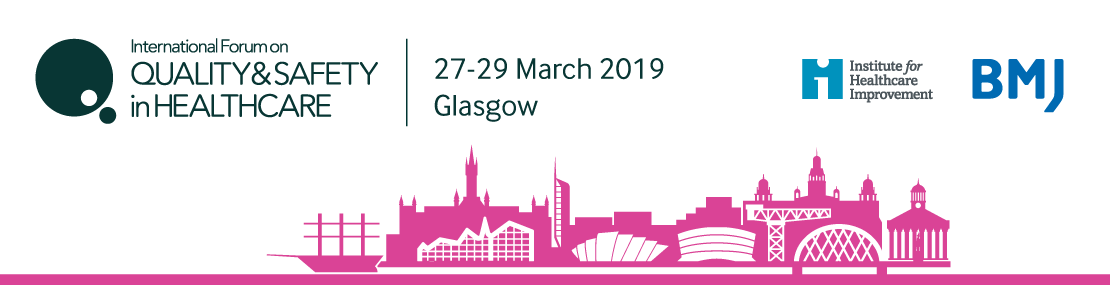 International Forum on
QUALITY & SAFETY
in HEALTHCARE
27-29 March 2019
Glasgow
Institute for
Healthcare
Improvement
BMJ